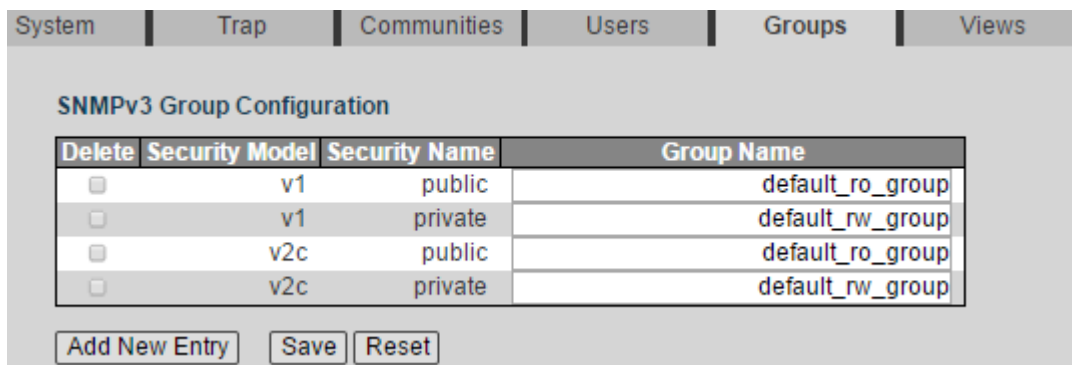 System Trap Communities Users Groups Views
SNMPv3 Group Configuration
Delete Security Model Security Name Group Name
v1 public default_ro_group
v1 private default_rw_group
v2c public default_ro_group
v2c private default_rw_group
Add New Entry Save Reset